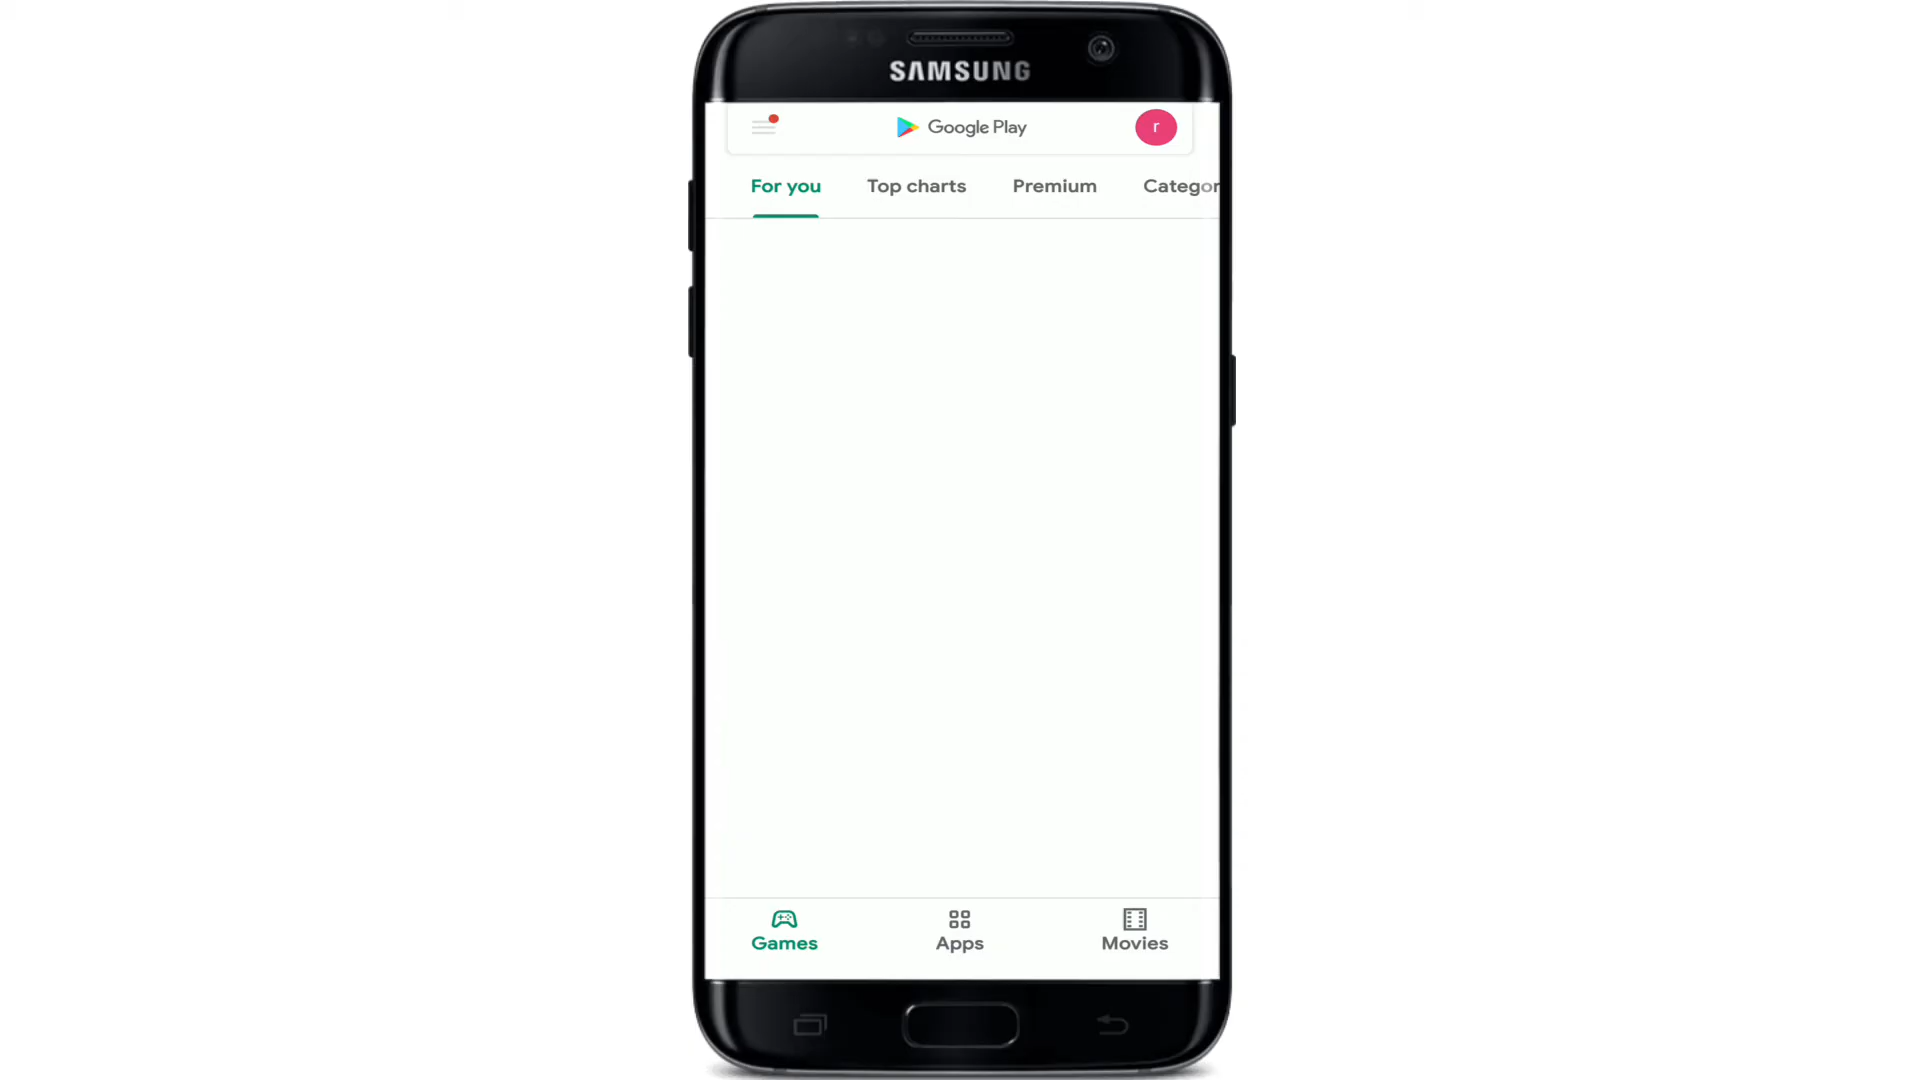 SAMSUNG
Google Play
r
For you
Top charts
Premium
Categor
Games
Apps
Movies